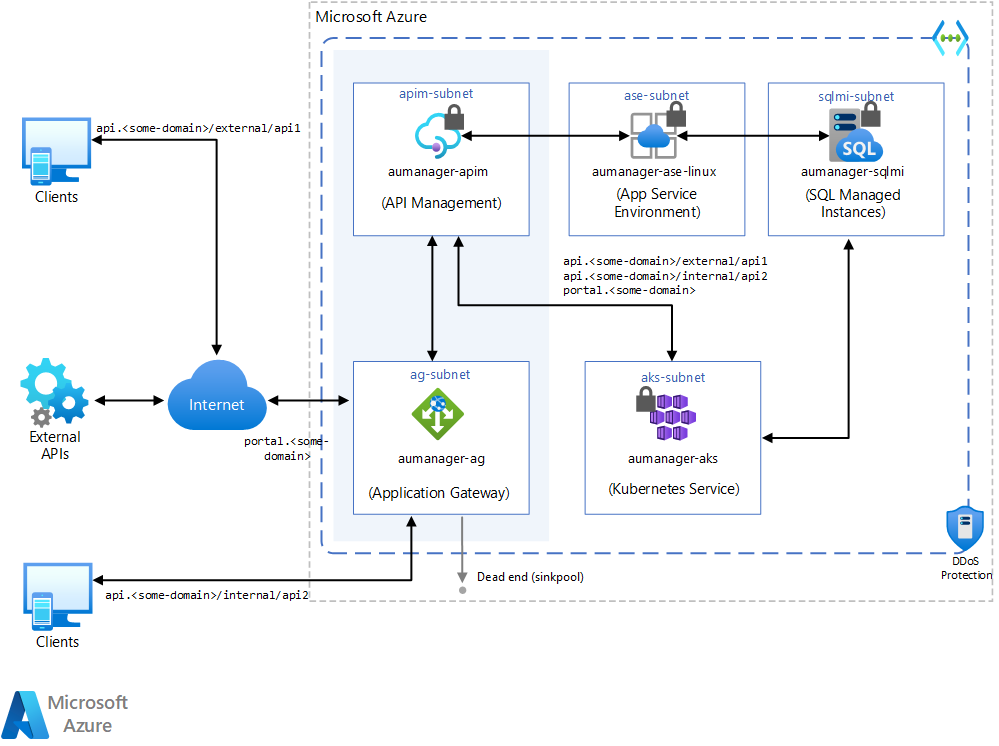 Microsoft Azure
apim-subnet
aumanager-apim
(API Management)
ase-subnet
aumanager-ase-linux
(App Service
Environment)
sqlmi-subnet
SQL
aumanager-sqlmi
(SQL Managed
Instances)
api.<some-domain>/external/api1
Clients
api.<some-domain>/external/api1
api.<some-domain>/internal/api2
portal.<some-domain>
Internet
External
APIs
portal.<some-
domain>
ag-subnet
aumanager-ag
(Application Gateway)
aks-subnet
aumanager-aks
(Kubernetes Service)
DDoS
Protection
Dead end (sinkpool)
api.<some-domain>/internal/api2
Clients
Microsoft
Azure